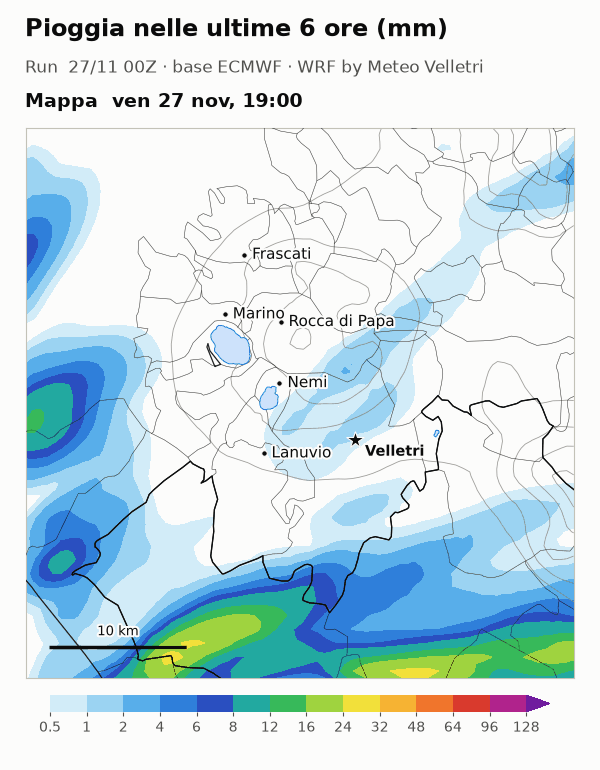 Pioggia nelle ultime 6 ore (mm)
Run 27/11 00Z · base ECMWF · WRF by Meteo Velletri
Mappa ven 27 nov, 19:00
Frascati
Marino
Rocca di Papa
Nemi
Velletri
Lanuvio
10 km
0.5 1 2 4 6 8 12 16 24 32 48 64 96 128